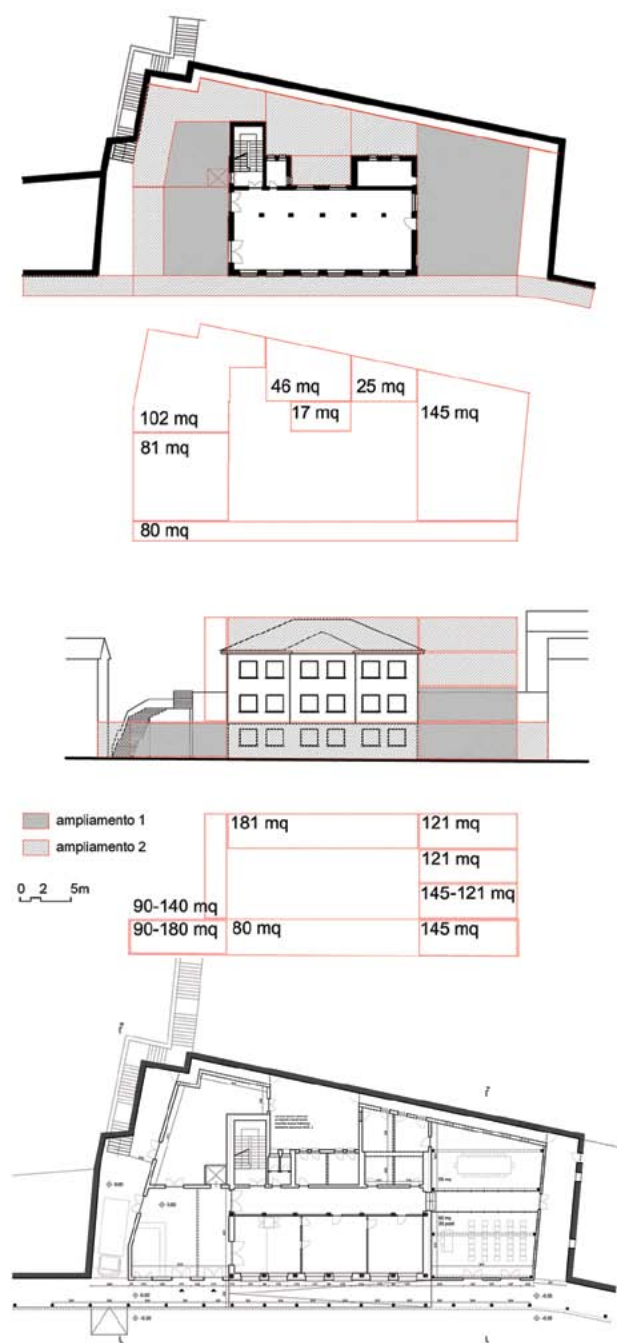 46 mq
25 mq
102 mq
17 mq
145 mq
81 mq
80 mq
ampliamento 1
ampliamento 2
0 2 5m
181 mq
121 mq
121 mq
90-140 mq
145-121 mq
90-180 mq
80 mq
145 mq